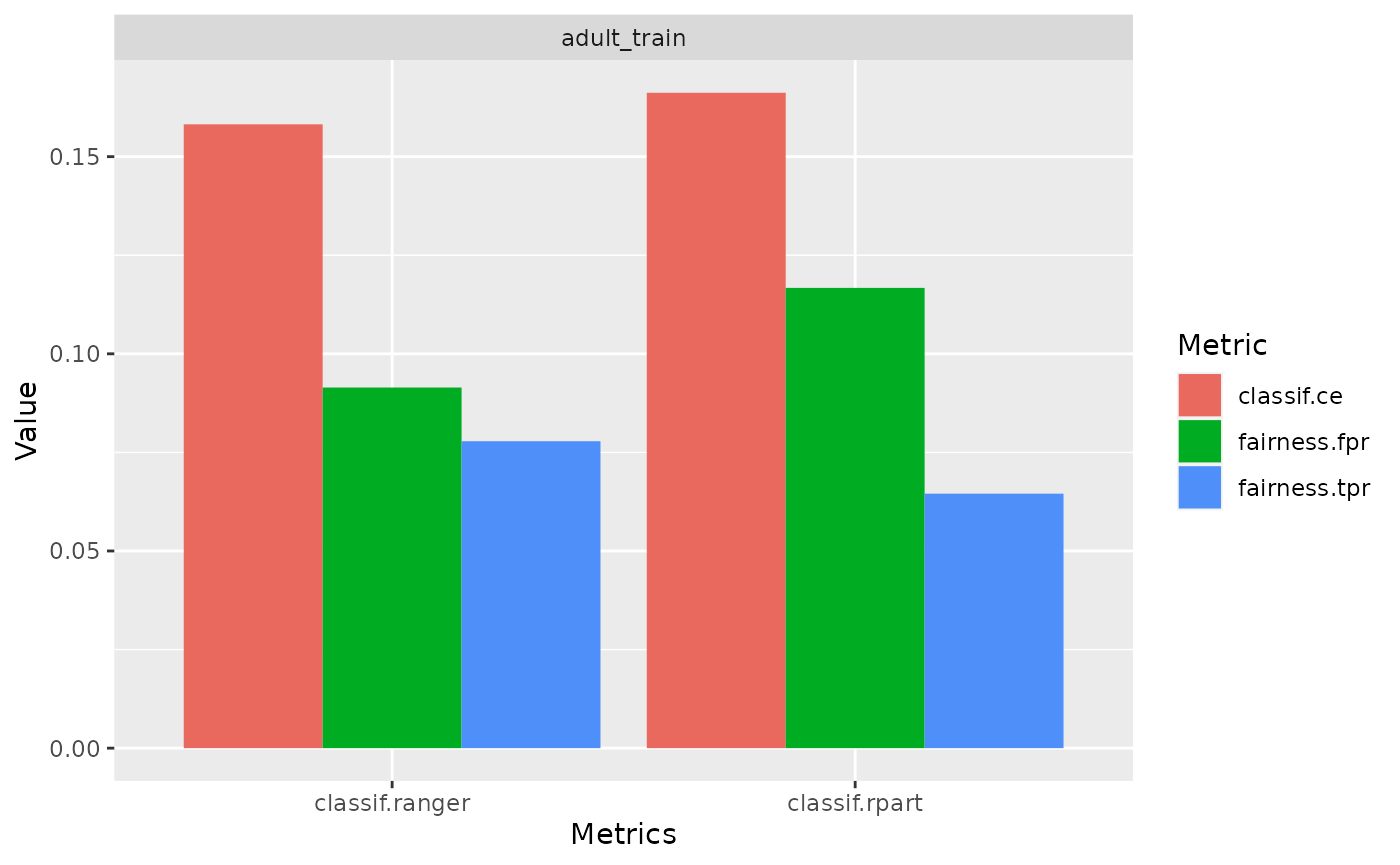 adult_train
0.15
0.10
0.05
0.00
Value
classif.ranger
classif.rpart
Metrics
Metric
classif.ce
fairness.fpr
fairness.tpr